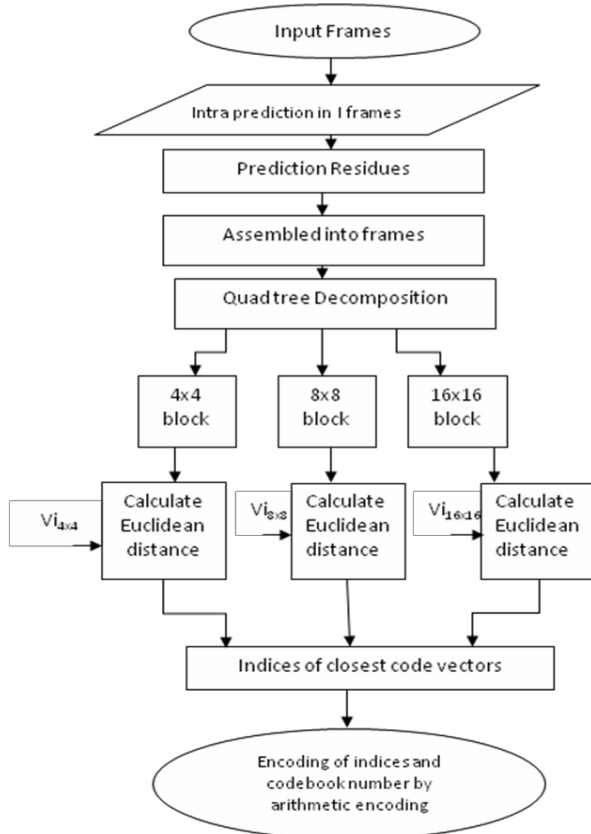 Input Frames
Intra prediction in I frames
Prediction Residues
Assembled into frames
Quad tree Decomposition
4x4
block
8x8
block
16x16
block
Calculate
Euclidean
distance
Calculate
Euclidean
distance
Calculate
Euclidean
distance
Vi4x4
Vi8x8
Vi16x16
Indices of closest code vectors
Encoding of indices and
codebook number by
arithmetic encoding